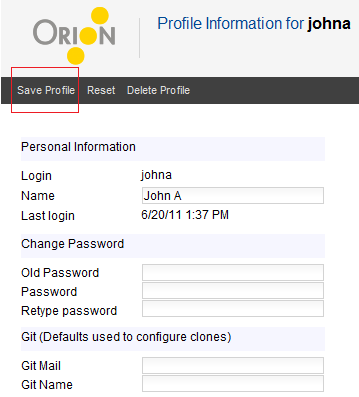 ORION
Profile Information for johna
Save Profile Reset Delete Profile
Personal Information
Login johna
Name John A
Last login 6/20/11 1:37 PM
Change Password
Old Password
Password
Retype password
Git (Defaults used to configure clones)
Git Mail
Git Name